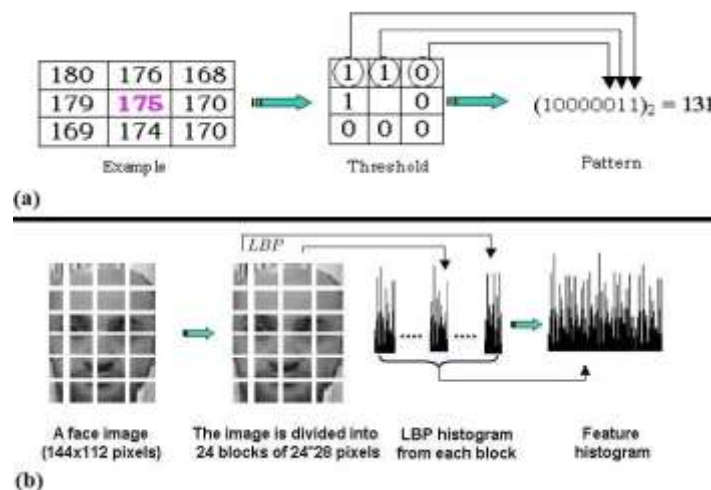 180 176 168
179 175 170
169 174 170
1 1 0
1 0
0 0 0
(10000011)₂ = 131
Example
Threshold
Pattern
(a)
LBP
A face image
(144x112 pixels)
The image is divided into
24 blocks of 24*28 pixels
LBP histogram
from each block
Feature
histogram
(b)